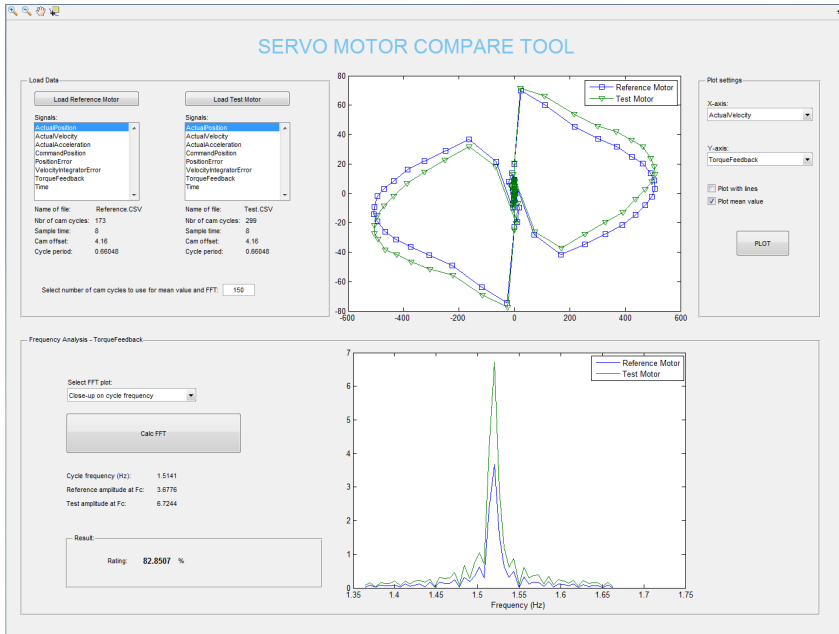 SERVO MOTOR COMPARE TOOL
Load Data
Load Reference Motor
Load Test Motor
Signals:
ActualPosition
ActualVelocity
ActualAcceleration
CommandPosition
PositionError
VelocityIntegratorError
TorqueFeedback
Time
Signals:
ActualPosition
ActualVelocity
ActualAcceleration
CommandPosition
PositionError
VelocityIntegratorError
TorqueFeedback
Time
Name of file: Reference.CSV
Nbr of cam cycles: 173
Sample time: 8
Cam offset: 4.16
Cycle period: 0.66048
Name of file: Test.CSV
Nbr of cam cycles: 299
Sample time: 8
Cam offset: 4.16
Cycle period: 0.66048
Select number of cam cycles to use for mean value and FFT: 150
80
60
40
20
0
-20
-40
-60
-80
-600 -400 -200 0 200 400 600
Reference Motor
Test Motor
Plot settings
X-axis:
ActualVelocity
Y-axis:
TorqueFeedback
Plot with lines
Plot mean value
PLOT
Frequency Analysis - TorqueFeedback
Select FFT plot:
Close-up on cycle frequency
Calc FFT
Cycle frequency (Hz): 1.5141
Reference amplitude at Fc: 3.6776
Test amplitude at Fc: 6.7244
Result:
Rating: 82.8507 %
7
6
5
4
3
2
1
0
1.35 1.4 1.45 1.5 1.55 1.6 1.65 1.7 1.75
Frequency (Hz)
Reference Motor
Test Motor